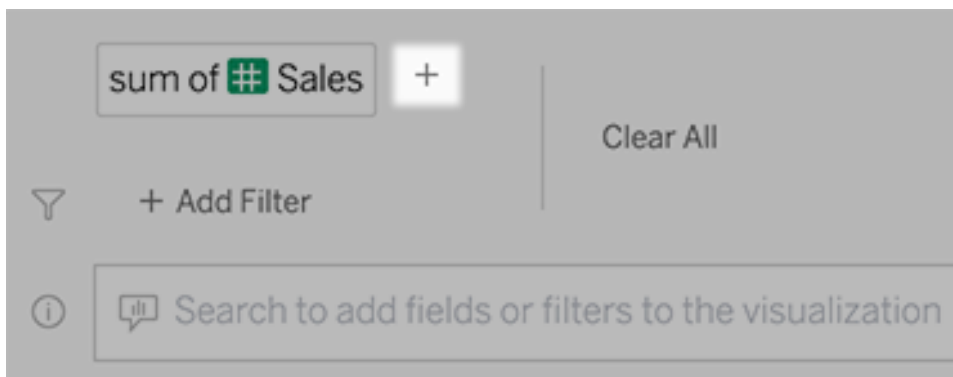 sum of # Sales +
Clear All
+ Add Filter
Search to add fields or filters to the visualization